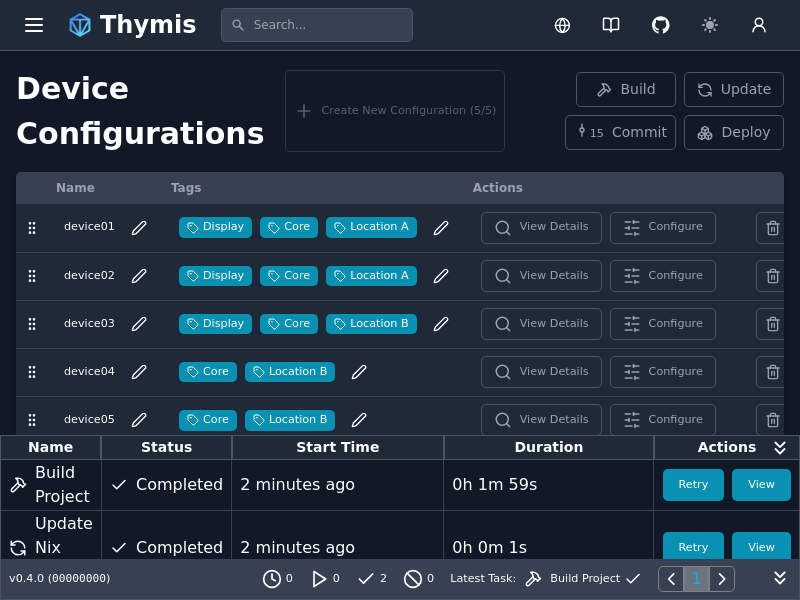 Thymis
Search...
Device
Configurations
Create New Configuration (5/5)
Build
Update
15 Commit
Deploy
Name Tags Actions
device01 Display Core Location A View Details Configure
device02 Display Core Location A View Details Configure
device03 Display Core Location B View Details Configure
device04 Core Location B View Details Configure
device05 Core Location B View Details Configure
Name Status Start Time Duration Actions
Build
Project
Completed 2 minutes ago 0h 1m 59s Retry View
Update
Nix
Completed 2 minutes ago 0h 0m 1s Retry View
v0.4.0 (00000000) 0 0 2 0 Latest Task: Build Project 1